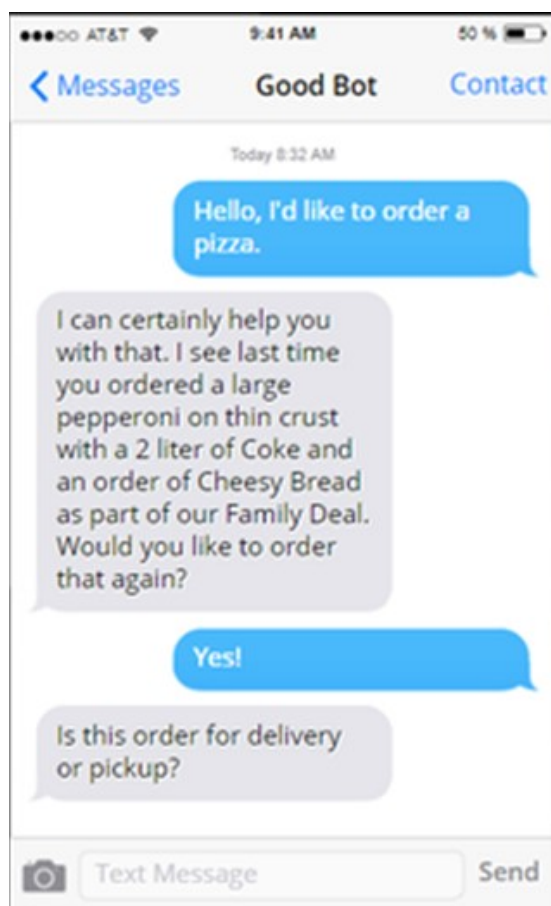 AT&T 9:41 AM 50 %
Messages Good Bot Contact
Today 8:32 AM
Hello, I'd like to order a
pizza.
I can certainly help you
with that. I see last time
you ordered a large
pepperoni on thin crust
with a 2 liter of Coke and
an order of Cheesy Bread
as part of our Family Deal.
Would you like to order
that again?
Yes!
Is this order for delivery
or pickup?
Text Message Send